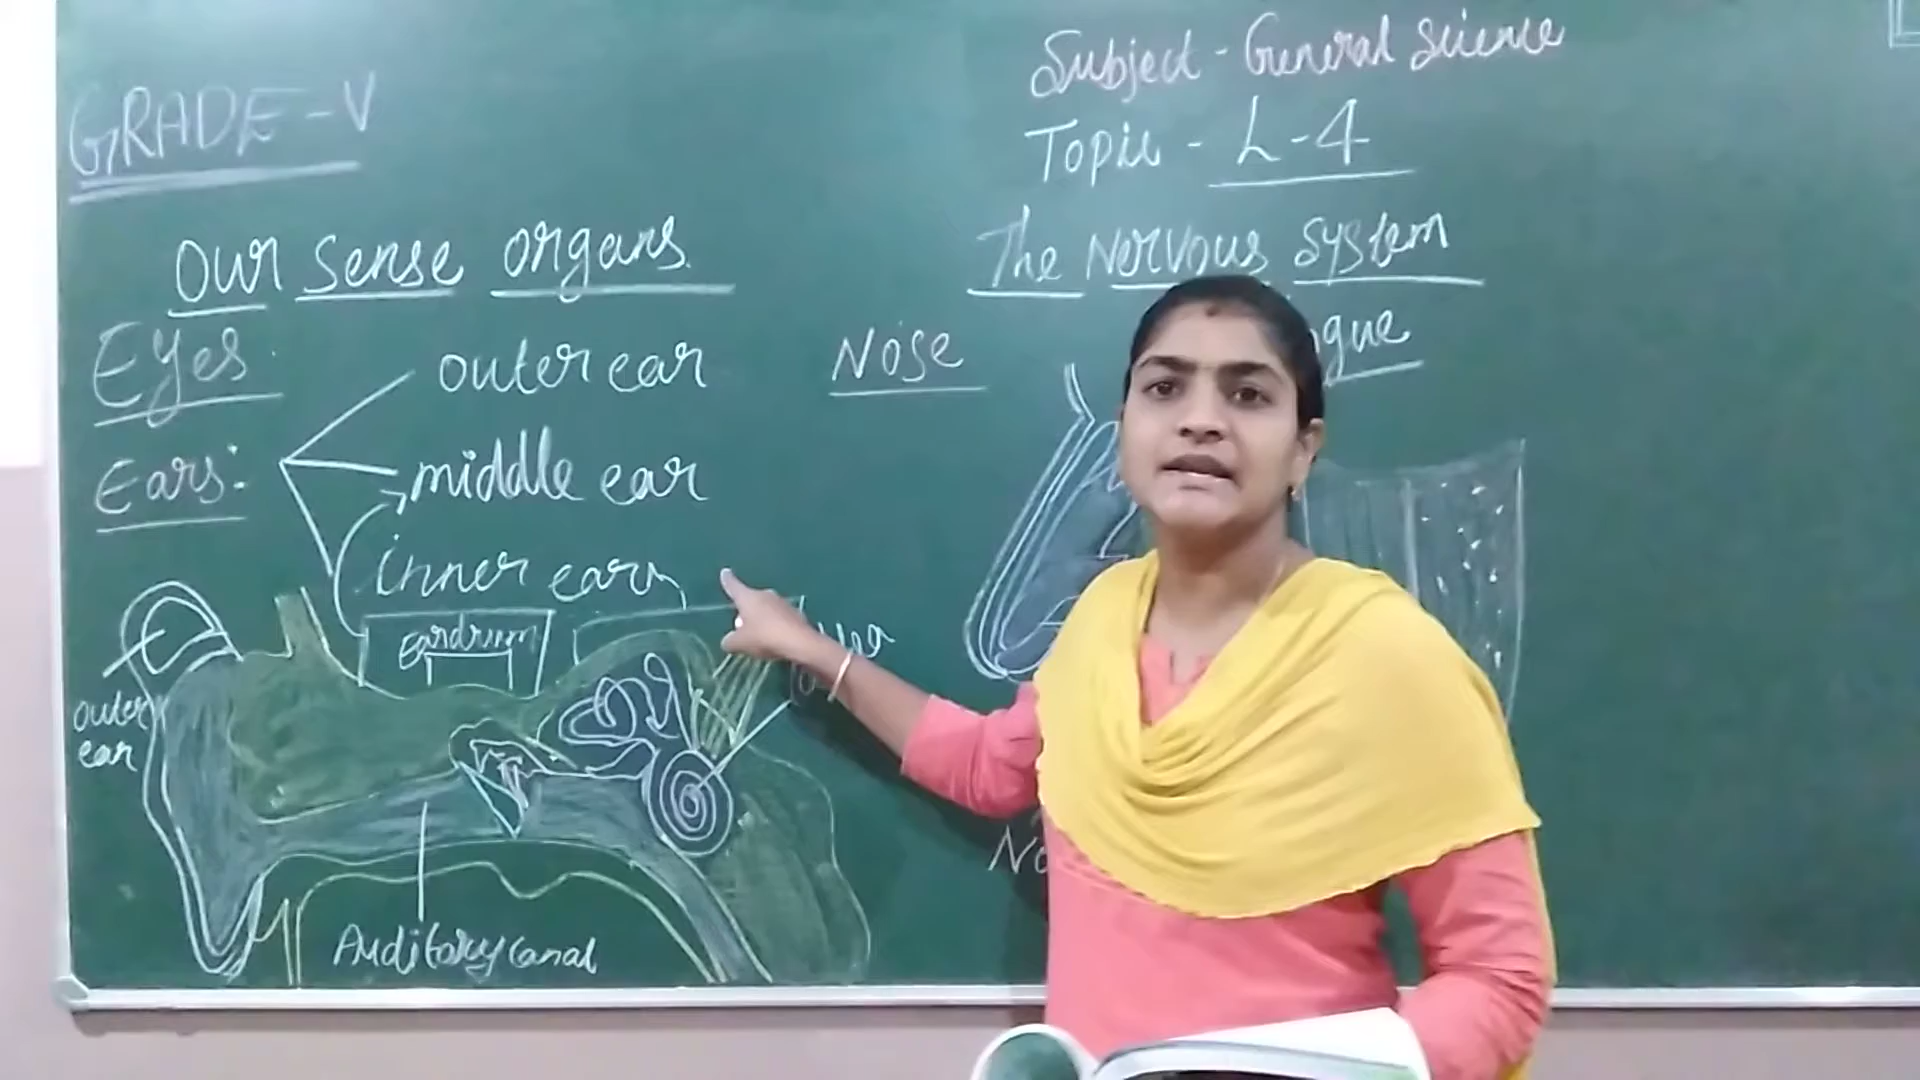 GRADE-V
Subject - General Science
Topic - L-4
Our sense organs.
The Nervous System
Eyes:
outer ear
Nose
Ears:
middle ear
inner ear
Eardrum
outer
ear
Auditory canal